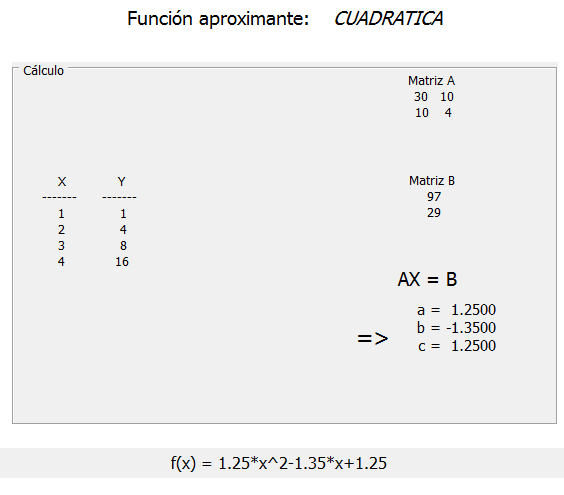 Función aproximante: CUADRATICA
Cálculo
Matriz A
30 10
10 4
X Y
------- -------
1 1
2 4
3 8
4 16
Matriz B
97
29
AX = B
=>
a = 1.2500
b = -1.3500
c = 1.2500
f(x) = 1.25*x^2-1.35*x+1.25